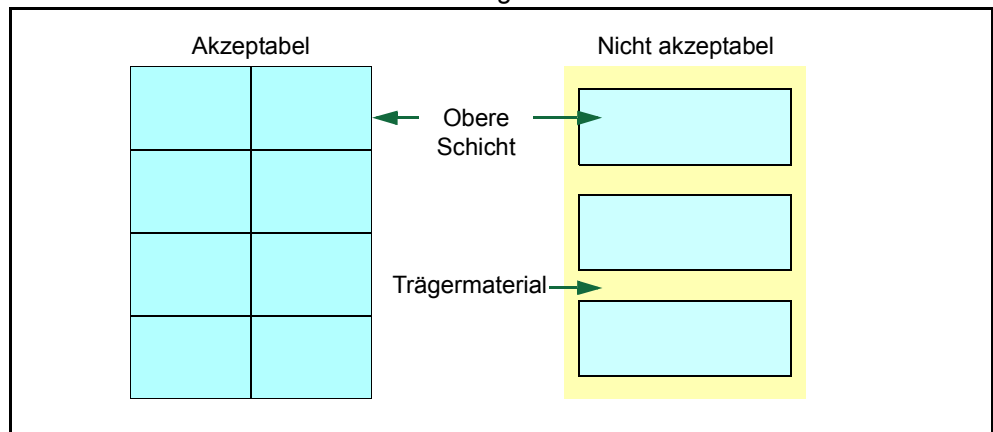 Akzeptabel
Nicht akzeptabel
Obere
Schicht
Trägermaterial